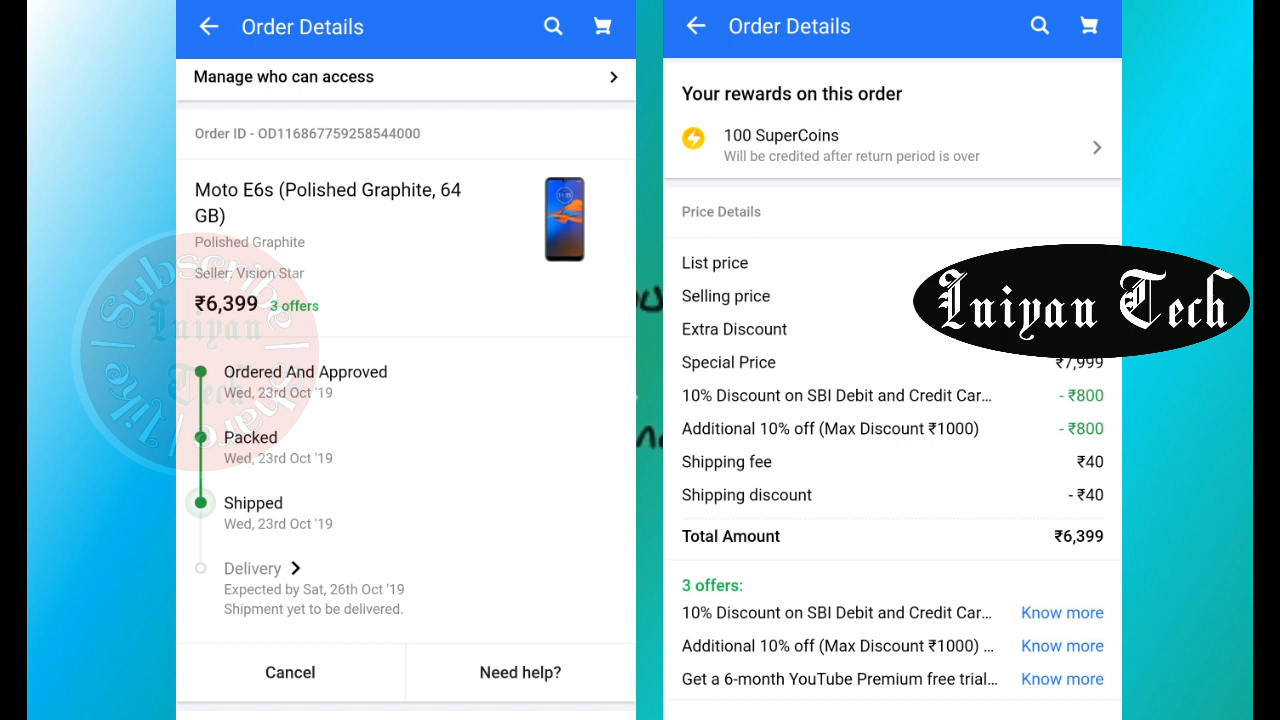 Order Details
Manage who can access
Order ID - OD116867759258544000
Moto E6s (Polished Graphite, 64
GB)
Polished Graphite
Seller: Vision Star
₹6,399 3 offers
Ordered And Approved
Wed, 23rd Oct '19
Packed
Wed, 23rd Oct '19
Shipped
Wed, 23rd Oct '19
Delivery
Expected by Sat, 26th Oct '19
Shipment yet to be delivered.
Cancel Need help?
Subscribe
Like
Share
Iniyan
Tech
Order Details
Your rewards on this order
100 SuperCoins
Will be credited after return period is over
Price Details
List price
Selling price
Extra Discount
Special Price ₹7,999
10% Discount on SBI Debit and Credit Car... - ₹800
Additional 10% off (Max Discount ₹1000) - ₹800
Shipping fee ₹40
Shipping discount - ₹40
Total Amount ₹6,399
3 offers:
10% Discount on SBI Debit and Credit Car... Know more
Additional 10% off (Max Discount ₹1000) ... Know more
Get a 6-month YouTube Premium free trial... Know more
Iniyan Tech